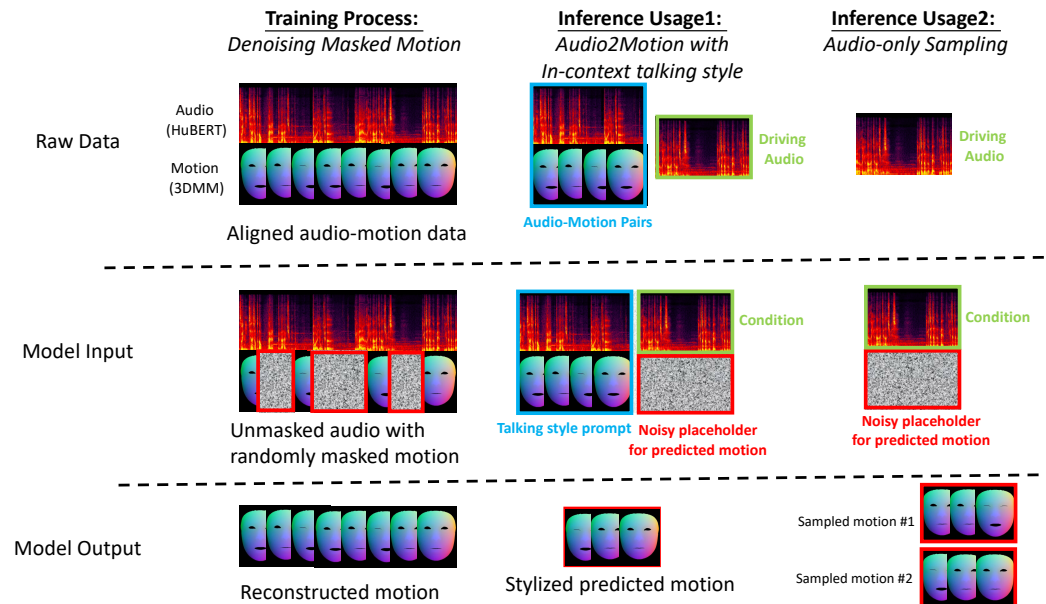 Training Process:
Denoising Masked Motion
Inference Usage1:
Audio2Motion with
In-context talking style
Inference Usage2:
Audio-only Sampling
Raw Data
Audio
(HuBERT)
Motion
(3DMM)
Aligned audio-motion data
Audio-Motion Pairs
Driving
Audio
Driving
Audio
Model Input
Unmasked audio with
randomly masked motion
Talking style prompt
Condition
Noisy placeholder
for predicted motion
Condition
Noisy placeholder
for predicted motion
Model Output
Reconstructed motion
Stylized predicted motion
Sampled motion #1
Sampled motion #2